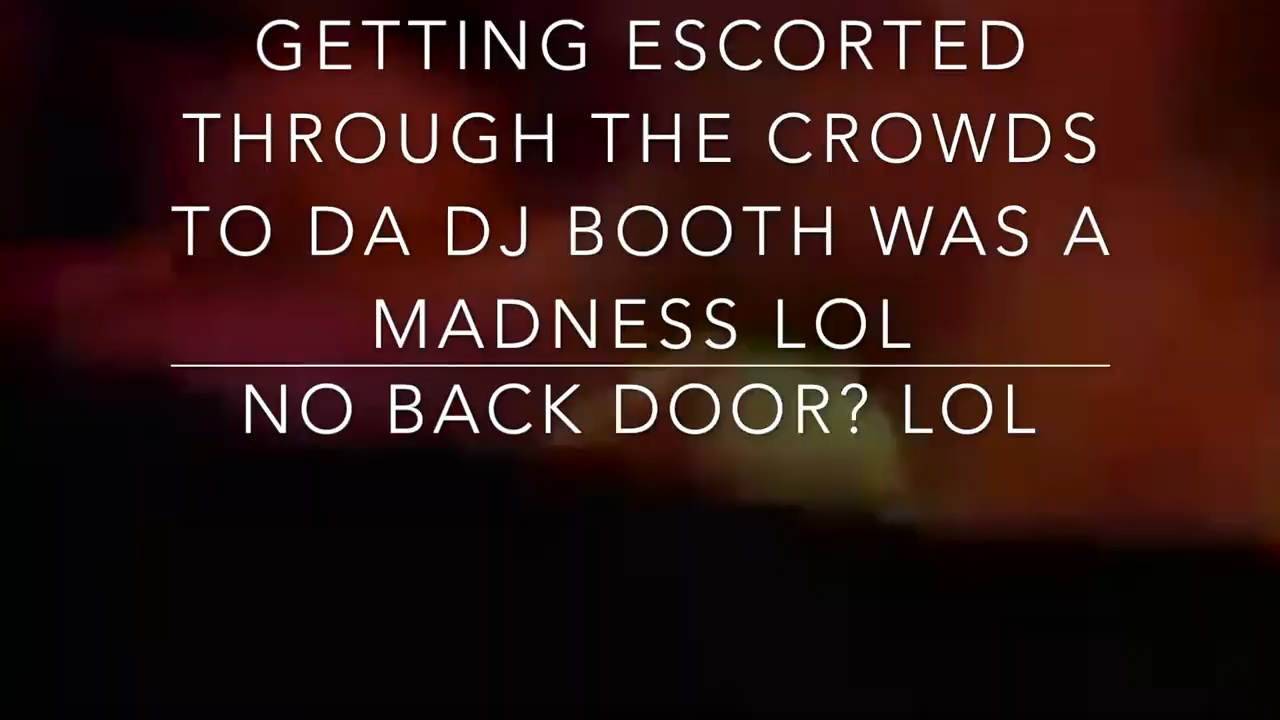 GETTING ESCORTED
THROUGH THE CROWDS
TO DA DJ BOOTH WAS A
MADNESS LOL
NO BACK DOOR? LOL